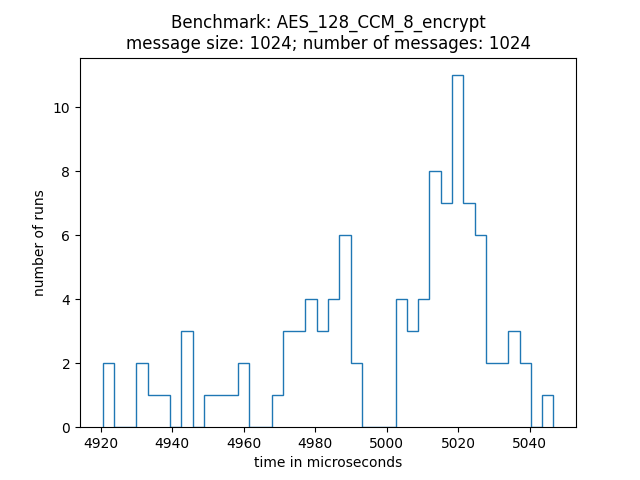 Benchmark: AES_128_CCM_8_encrypt
message size: 1024; number of messages: 1024
number of runs
10
8
6
4
2
0
4920 4940 4960 4980 5000 5020 5040
time in microseconds